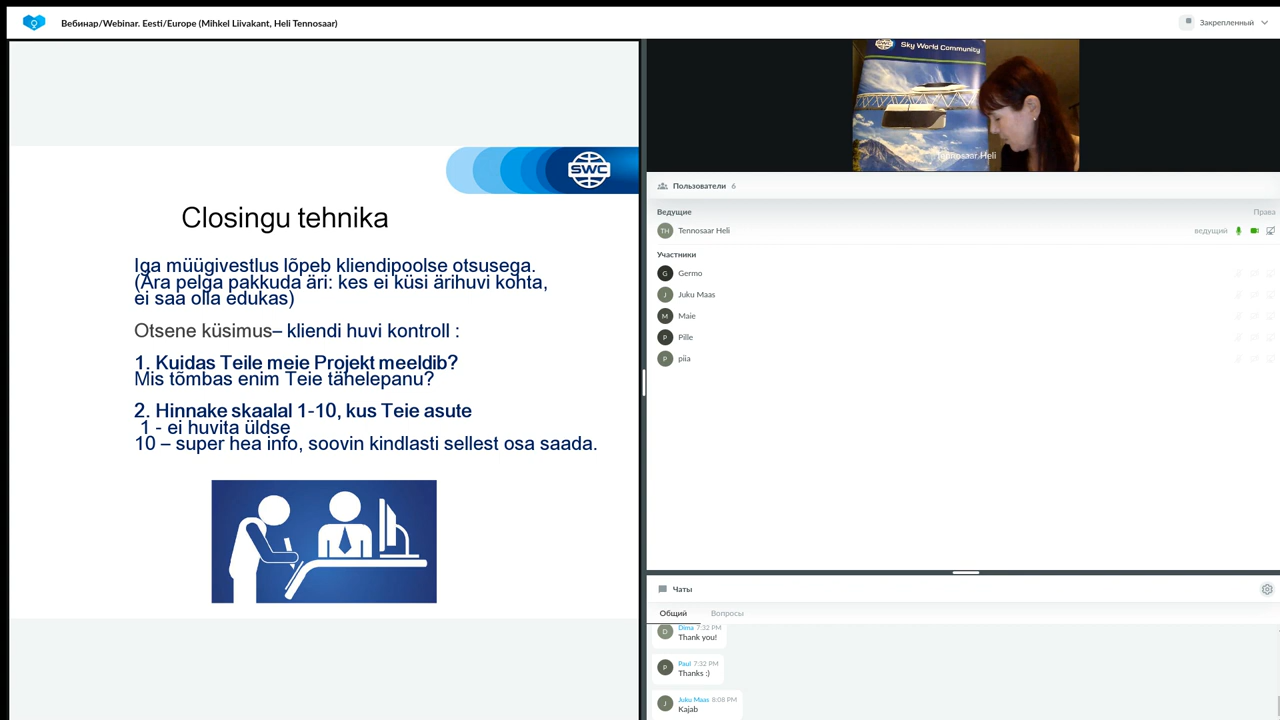 Вебинар/Webinar. Eesti/Europe (Mihkel Liivakant, Heli Tennosaar)
Закрепленный
SWC
Closingu tehnika
Iga müügivestlus lõpeb kliendipoolse otsusega.
(Ära pelga pakkuda äri: kes ei küsi ärihuvi kohta,
ei saa olla edukas)
Otsene küsimus– kliendi huvi kontroll :
1. Kuidas Teile meie Projekt meeldib?
Mis tõmbas enim Teie tähelepanu?
2. Hinnake skaalal 1-10, kus Teie asute
1 - ei huvita üldse
10 – super hea info, soovin kindlasti sellest osa saada.
Sky World Community
Tennosaar Heli
Пользователи 6
Ведущие Права
TH Tennosaar Heli ведущий
Участники
G Germo
J Juku Maas
M Maie
P Pille
P piia
Чаты
Общий Вопросы
D Dima 7:32 PM
Thank you!
P Paul 7:32 PM
Thanks :)
J Juku Maas 8:08 PM
Kajab